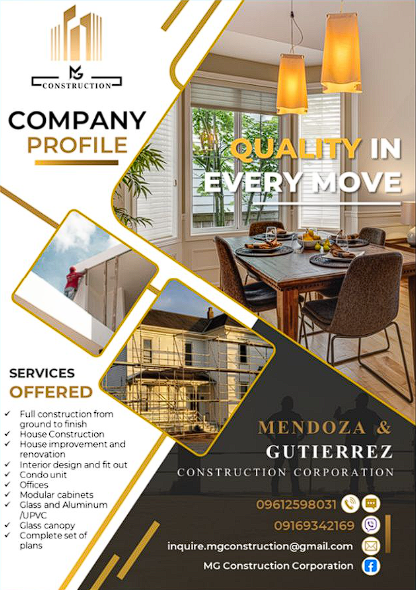 MG
CONSTRUCTION
COMPANY
PROFILE
QUALITY IN
EVERY MOVE
SERVICES
OFFERED
✓ Full construction from
ground to finish
✓ House Construction
✓ House improvement and
renovation
✓ Interior design and fit out
✓ Condo unit
✓ Offices
✓ Modular cabinets
✓ Glass and Aluminum
/UPVC
✓ Glass canopy
✓ Complete set of
plans
MENDOZA &
GUTIERREZ
CONSTRUCTION CORPORATION
09612598031
09169342169
inquire.mgconstruction@gmail.com
MG Construction Corporation